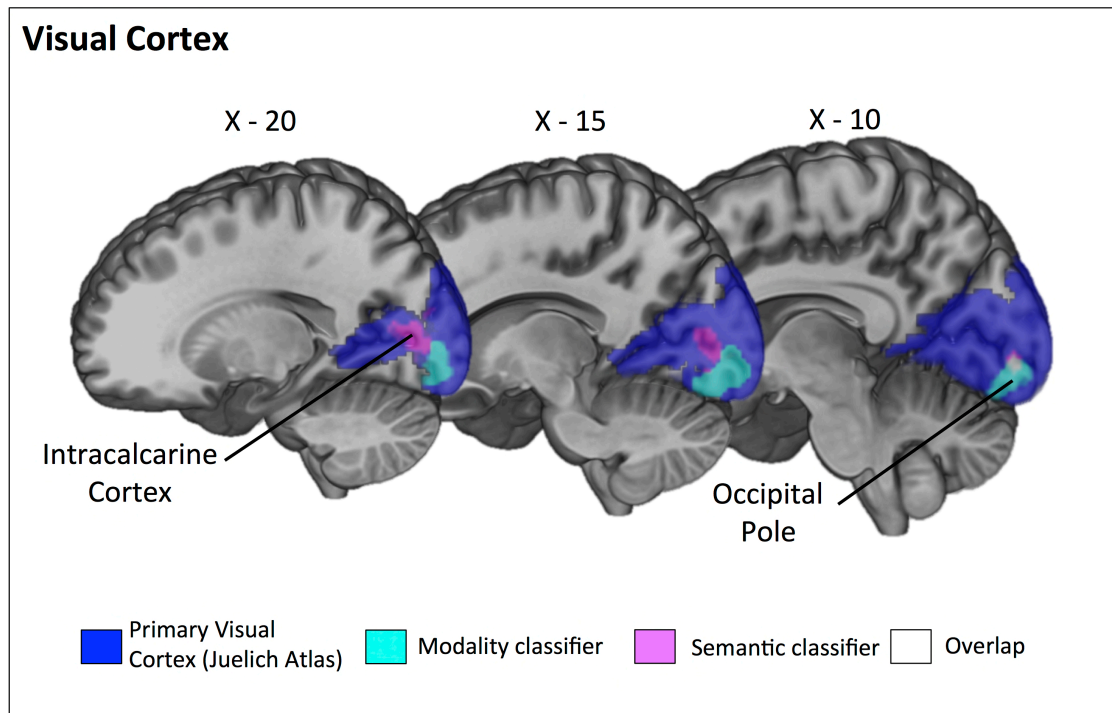 Visual Cortex
X - 20
X - 15
X - 10
Intracalcarine
Cortex
Occipital
Pole
Primary Visual
Cortex (Juelich Atlas)
Modality classifier
Semantic classifier
Overlap